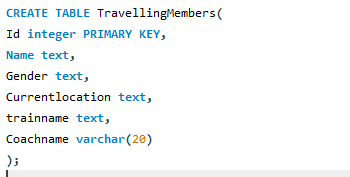 CREATE TABLE TravellingMembers(
Id integer PRIMARY KEY,
Name text,
Gender text,
Currentlocation text,
trainname text,
Coachname varchar(20)
);